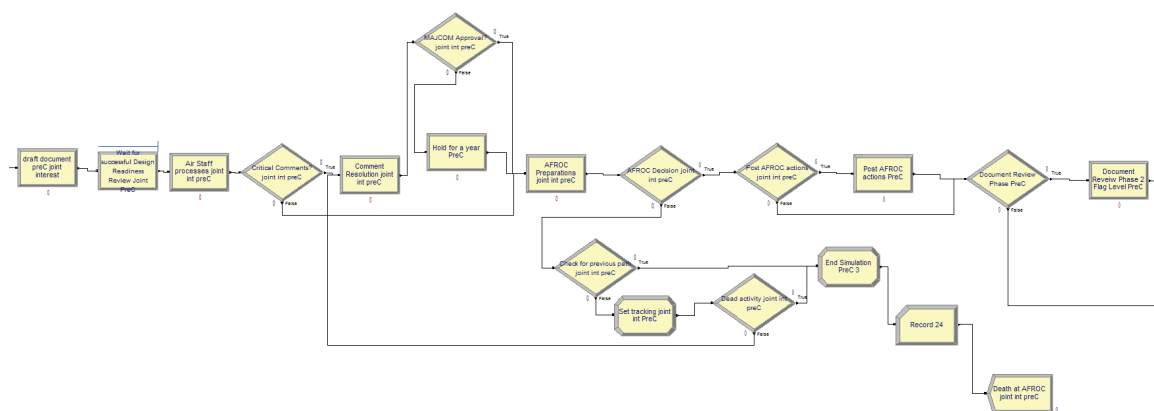 MAJCOM Approval?
joint int preC
True
False
draft document
preC joint
interest
Wait for
successful Design
Readiness
Review Joint
PreC
Air Staff
processes joint int
preC
Critical Comments?
joint int preC
True
False
Comment
Resolution joint
int preC
Hold for a year
PreC
AFROC
Preparations
joint int preC
AFROC Decision joint
int preC
True
False
Post AFROC actions
joint int preC
True
False
Post AFROC
actions PreC
Document Review
Phase PreC
True
False
Document
Reveiw Phase 2
Flag Level PreC
Check for previous path
joint int preC
True
False
Set tracking joint
int PreC
Dead activity joint int
preC
True
False
End Simulation
PreC 3
Record 24
Death at AFROC
joint int preC